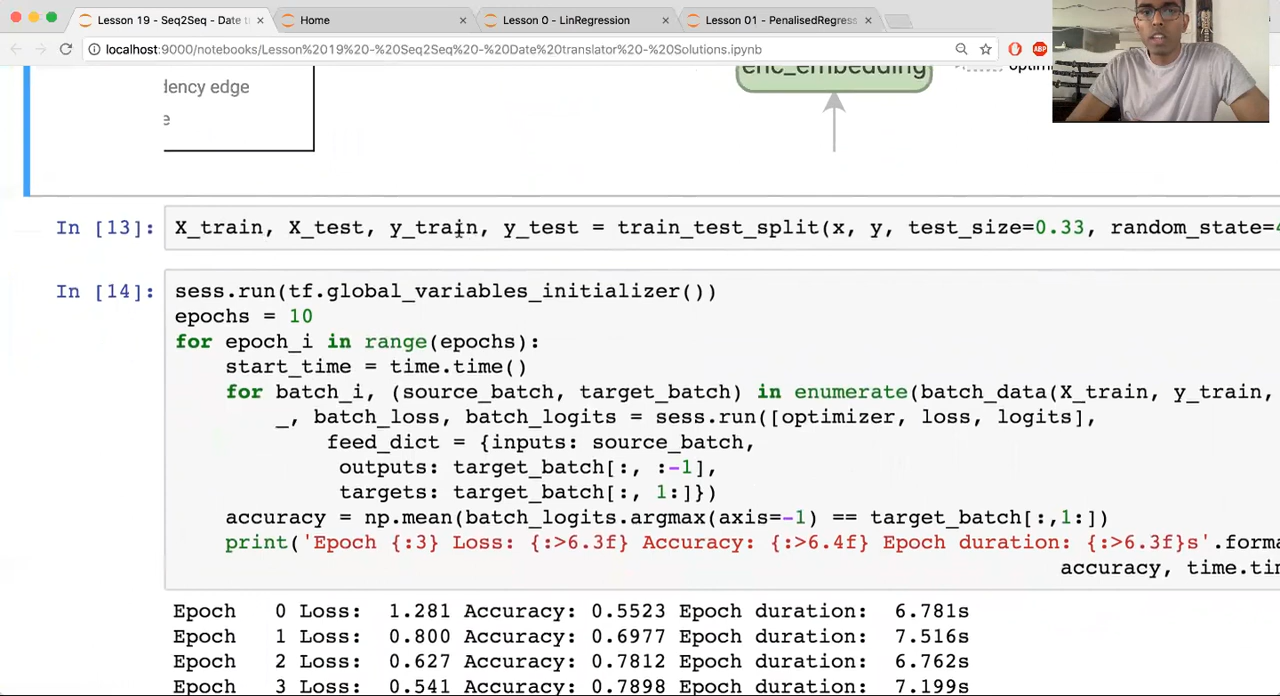 Lesson 19 - Seq2Seq - Date t
Home
Lesson 0 - LinRegression
Lesson 01 - PenalisedRegress
localhost:9000/notebooks/Lesson%2019%20-%20Seq2Seq%20-%20Date%20translator%20-%20Solutions.ipynb
ABP
enc_embedding
dency edge
e
In [13]: X_train, X_test, y_train, y_test = train_test_split(x, y, test_size=0.33, random_state=4
In [14]: sess.run(tf.global_variables_initializer())
epochs = 10
for epoch_i in range(epochs):
start_time = time.time()
for batch_i, (source_batch, target_batch) in enumerate(batch_data(X_train, y_train,
_, batch_loss, batch_logits = sess.run([optimizer, loss, logits],
feed_dict = {inputs: source_batch,
outputs: target_batch[:, :-1],
targets: target_batch[:, 1:]})
accuracy = np.mean(batch_logits.argmax(axis=-1) == target_batch[:,1:])
print('Epoch {:3} Loss: {:>6.3f} Accuracy: {:>6.4f} Epoch duration: {:>6.3f}s'.forma
accuracy, time.tim
Epoch 0 Loss: 1.281 Accuracy: 0.5523 Epoch duration: 6.781s
Epoch 1 Loss: 0.800 Accuracy: 0.6977 Epoch duration: 7.516s
Epoch 2 Loss: 0.627 Accuracy: 0.7812 Epoch duration: 6.762s
Epoch 3 Loss: 0.541 Accuracy: 0.7898 Epoch duration: 7.199s